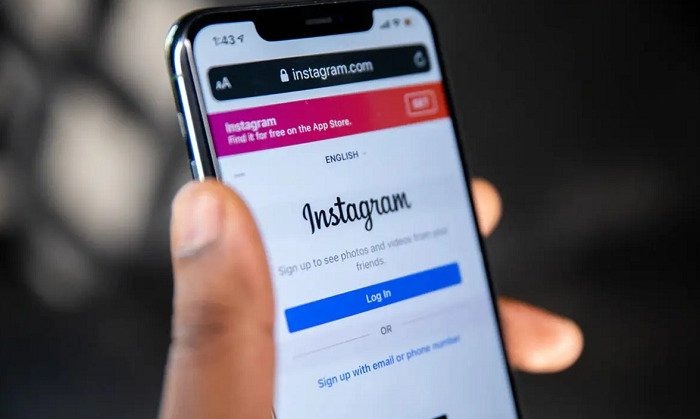 1:43
AA instagram.com
Instagram
Find it for free on the App Store.
GET
ENGLISH
Instagram
Sign up to see photos and videos from your
friends.
Log In
OR
Sign up with email or phone number